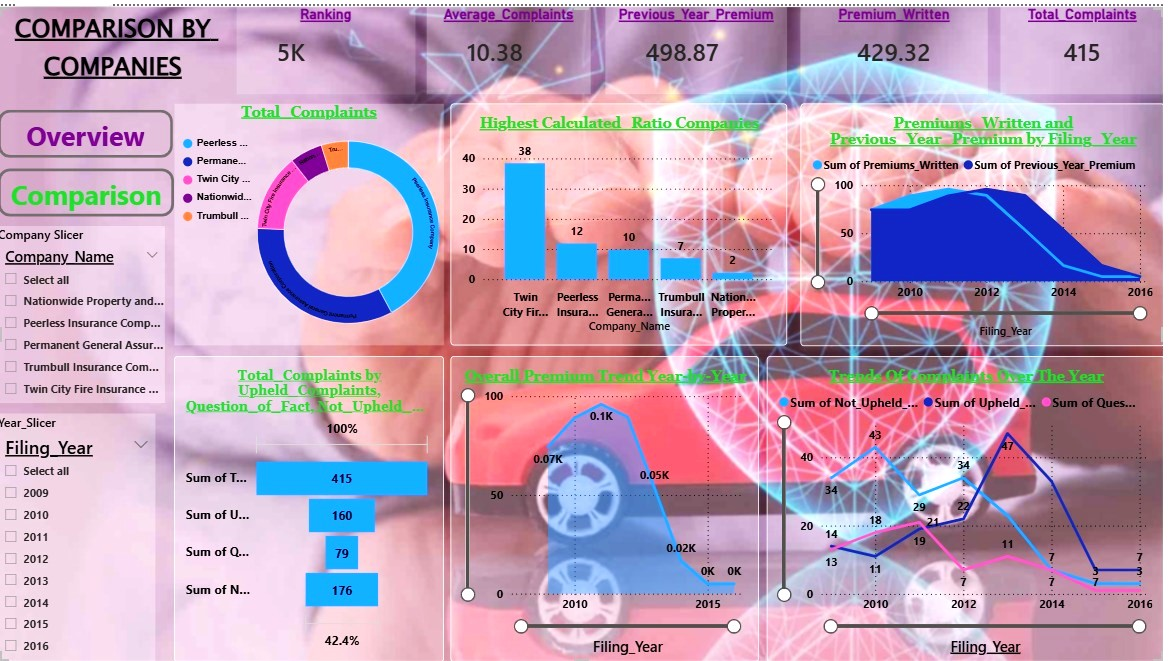 COMPARISON BY
COMPANIES
Ranking
5K
Average_Complaints
10.38
Previous_Year_Premium
498.87
Premium_Written
429.32
Total_Complaints
415
Overview
Comparison
Company Slicer
Company_Name
Select all
Nationwide Property and...
Peerless Insurance Comp...
Permanent General Assur...
Trumbull Insurance Com...
Twin City Fire Insurance ...
Year_Slicer
Filing_Year
Select all
2009
2010
2011
2012
2013
2014
2015
2016
Total_Complaints
Peerless ...
Permane...
Twin City ...
Nationwid...
Trumbull ...
Peerless Insurance Company
Twin City Fire Insurance ...
Tru...
Highest Calculated_Ratio Companies
40
30
20
10
0
38
12
10
7
2
Twin
City Fir...
Peerless
Insura...
Perma...
Genera...
Trumbull
Insura...
Nation...
Proper...
Company_Name
Premiums_Written and
Previous_Year_Premium by Filing_Year
Sum of Premiums_Written
Sum of Previous_Year_Premium
100
50
0
2010
2012
2014
2016
Filing_Year
Total_Complaints by
Upheld_Complaints,
Question_of_Fact, Not_Upheld_...
100%
Sum of T...
415
Sum of U...
160
Sum of Q...
79
Sum of N...
176
42.4%
Overall Premium Trend Year-by-Year
100
50
0
0.07K
0.1K
0.05K
0.02K
0K
0K
2010
2015
Filing_Year
Trends Of Complaints Over The Year
Sum of Not_Upheld_...
Sum of Upheld_...
Sum of Ques...
40
20
0
34
43
29
34
7
7
3
14
18
21
7
11
7
13
11
19
22
47
3
7
2010
2012
2014
2016
Filing_Year